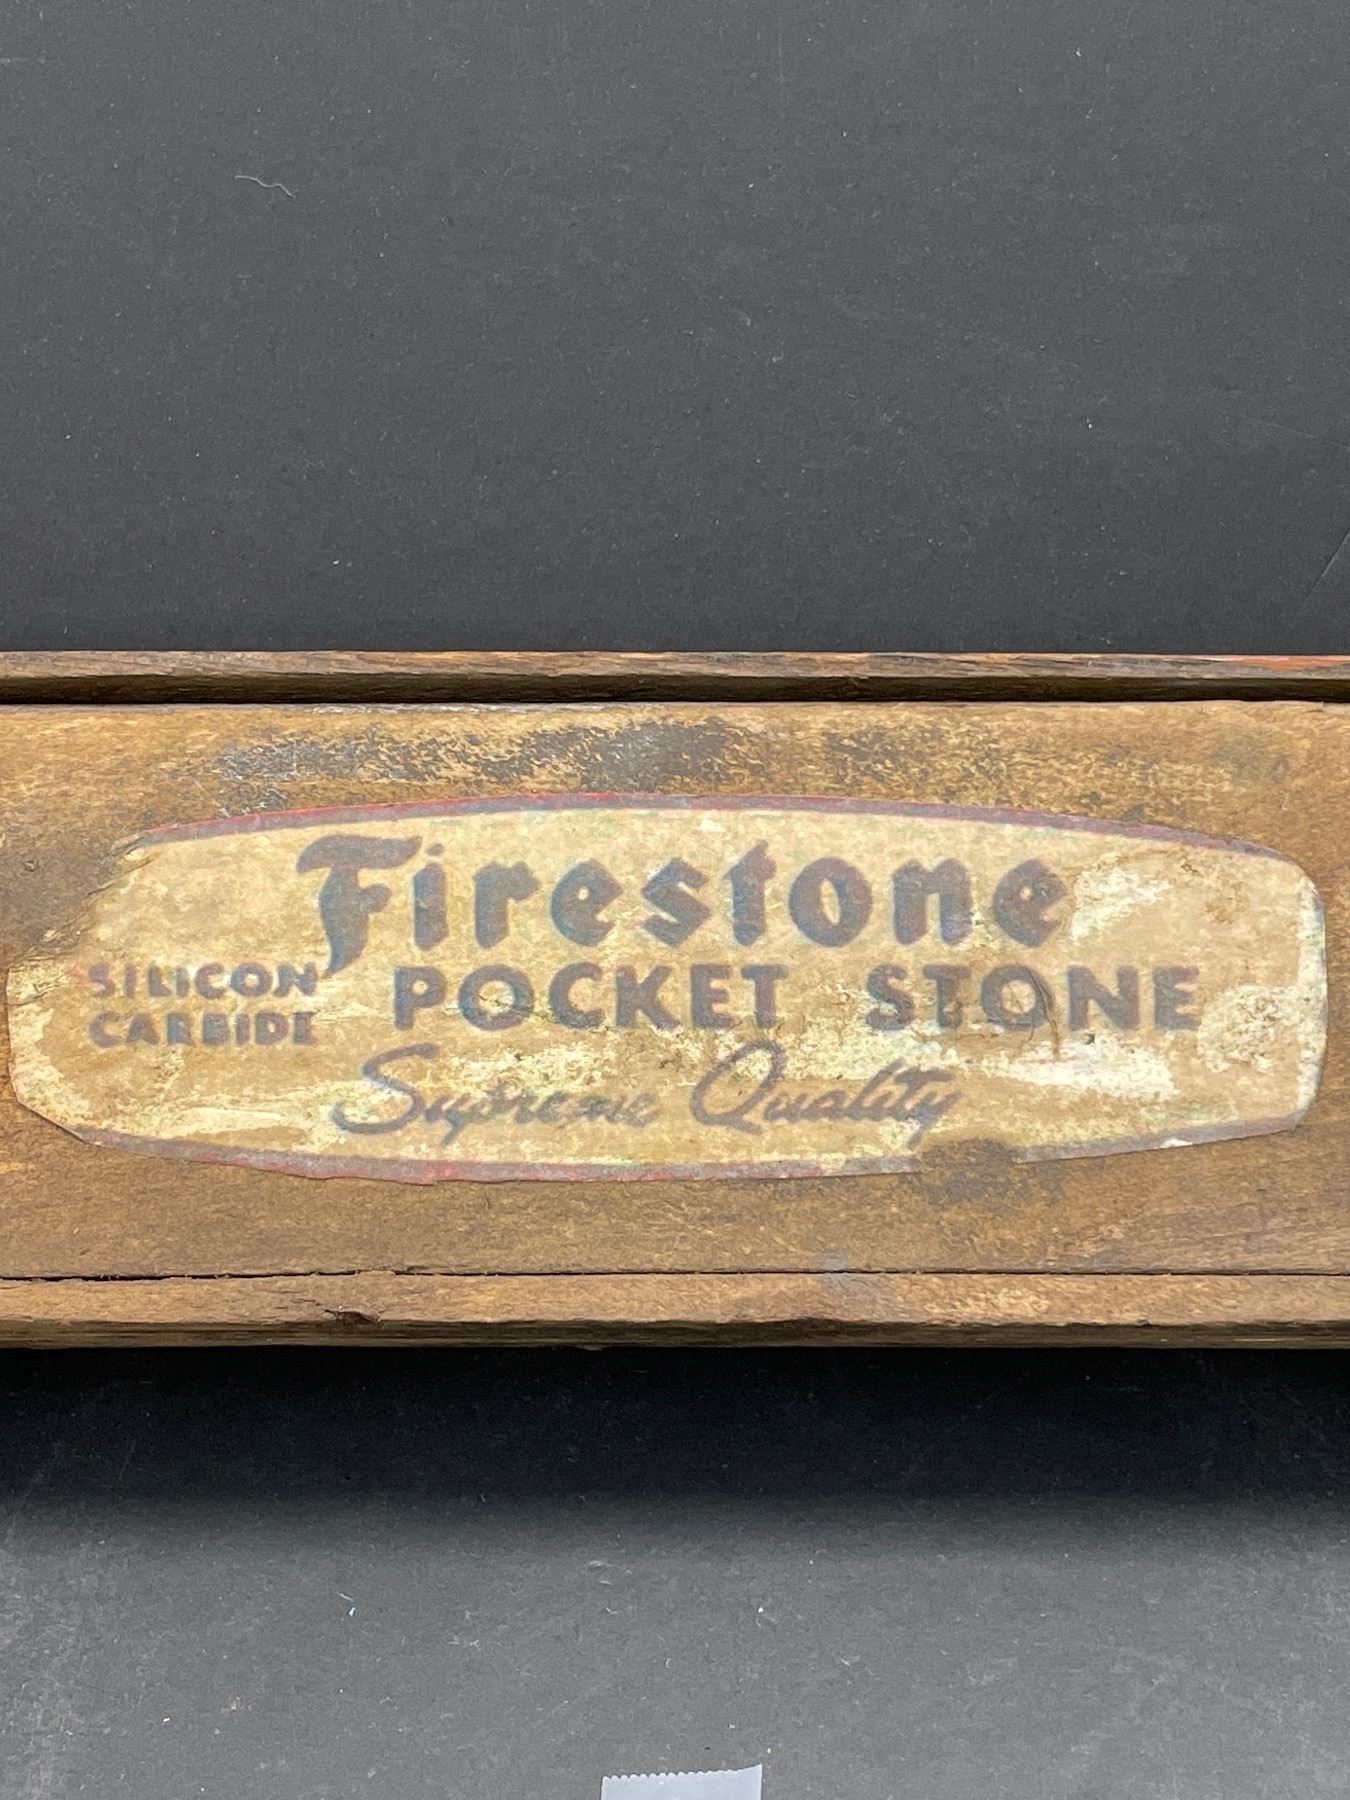 Firestone
SILICON
CARBIDE
POCKET STONE
Supreme Quality